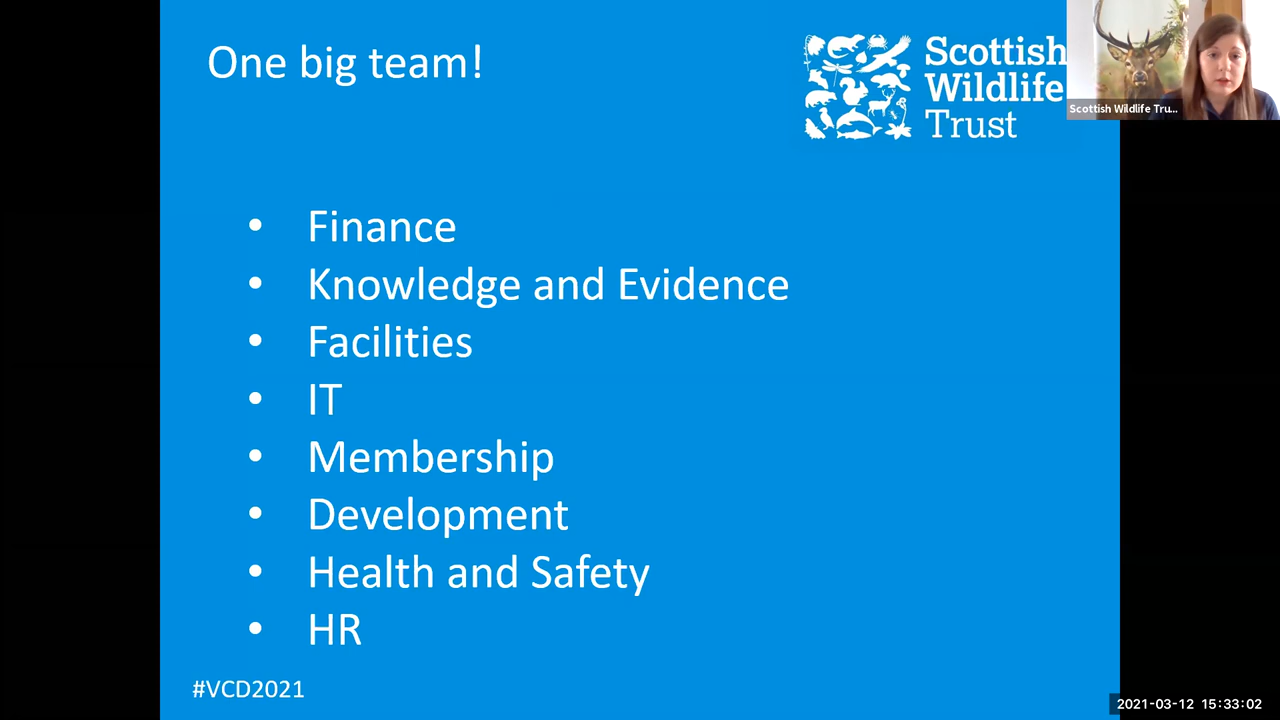 One big team!
Scottish
Wildlife
Trust
Scottish Wildlife Tru...
• Finance
• Knowledge and Evidence
• Facilities
• IT
• Membership
• Development
• Health and Safety
• HR
#VCD2021
2021-03-12 15:33:02